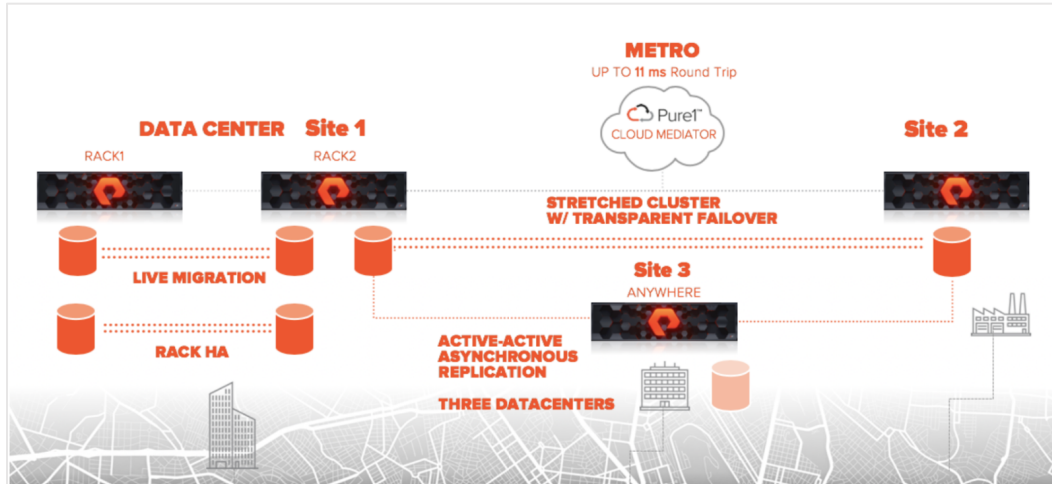 METRO
UP TO 11 ms Round Trip
Pure1™
CLOUD MEDIATOR
DATA CENTER Site 1
Site 2
RACK1
RACK2
STRETCHED CLUSTER
W/ TRANSPARENT FAILOVER
LIVE MIGRATION
Site 3
ANYWHERE
RACK HA
ACTIVE-ACTIVE
ASYNCHRONOUS
REPLICATION
THREE DATACENTERS